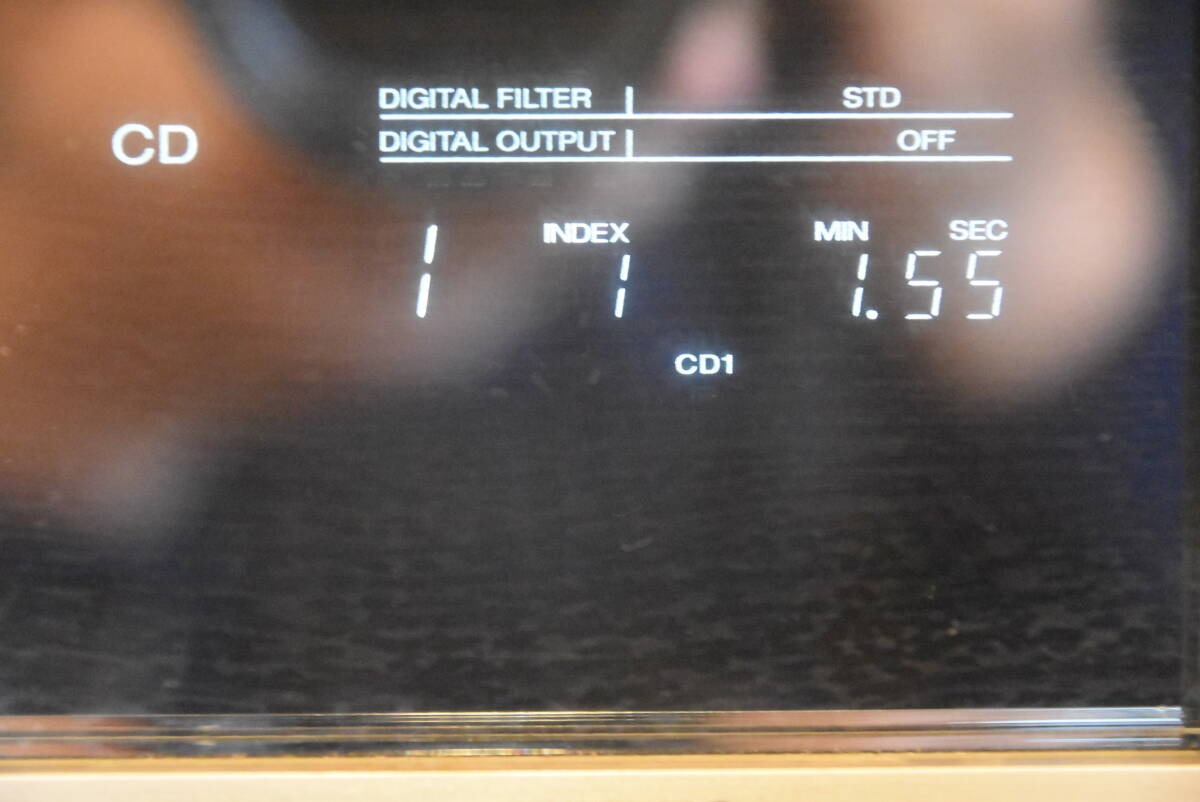 DIGITAL FILTER | STD
CD
DIGITAL OUTPUT | OFF
INDEX MIN SEC
1 1 1.55
CD1